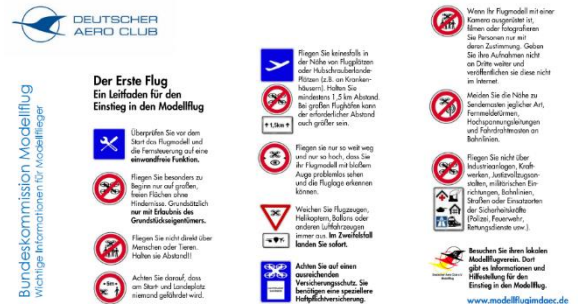 DEUTSCHER
AERO CLUB
Bundeskommission Modellflug
Wichtige Informationen für Modellflieger
Der Erste Flug
Ein Leitfaden für den
Einstieg in den Modellflug
Überprüfen Sie vor dem
Start das Flugmodell und
die Fernsteuerung auf eine
einwandfreie Funktion.
Fliegen Sie besonders zu
Beginn nur auf großen,
freien Flächen ohne
Hindernisse. Grundsätzlich
nur mit Erlaubnis des
Grundstückseigentümers.
Fliegen Sie nicht direkt über
Menschen oder Tieren.
Halten sie Abstand!!
Achten Sie darauf, dass
am Start- und Landeplatz
niemand gefährdet wird.
Fliegen Sie keinesfalls in
der Nähe von Flugplätzen
oder Hubschrauberlande-
Plätzen (z.B. an Kranken-
häusern). Halten Sie
mindestens 1,5 km Abstand.
Bei großen Flughäfen kann
der erforderliche Abstand
auch größer sein.
1,5km
Fliegen Sie nur so weit weg
und nur so hoch, dass Sie
ihr Flugmodell mit bloßem
Auge problemlos sehen
und die Fluglage erkennen
können.
Weichen Sie Flugzeugen,
Helikoptern, Ballons oder
anderen Luftfahrzeugen
immer aus. Im Zweifelsfall
landen Sie sofort.
Achten Sie auf einen
ausreichenden
Versicherungsschutz. Sie
benötigen eine speziellere
Haftpflichtversicherung.
Wenn Ihr Flugmodell mit einer
Kamera ausgerüstet ist,
filmen oder fotografieren
Sie Personen nur mit
deren Zustimmung. Geben
Sie ihre Aufnahmen nicht
an Dritte weiter und
veröffentlichen sie diese nicht
im Internet.
Meiden Sie die Nähe zu
Sendemasten jeglicher Art,
Fernmeldetürmen,
Hochspannungsleitungen
und Fahrdrahtmasten an
Bahnlinien.
Fliegen Sie nicht über
Industrieanlagen, Kraft-
werken, Justizvollzugsan-
stalten, militärischen Ein-
richtungen, Bahnlinien,
Straßen oder Einsatzorten
der Sicherheitskräfte
(Polizei, Feuerwehr,
Rettungsdienste usw.).
Besuchen Sie ihren lokalen
Modellflugverein. Dort
gibt es Informationen und
Hilfestellung für den
Einstieg in den Modellflug.
www.modellflugimdaec.de